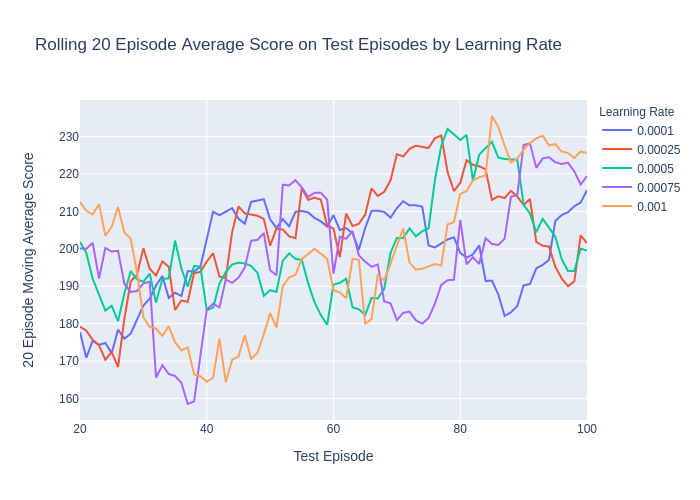 Rolling 20 Episode Average Score on Test Episodes by Learning Rate
Learning Rate
0.0001
0.00025
0.0005
0.00075
0.001
20 Episode Moving Average Score
230
220
210
200
190
180
170
160
20 40 60 80 100
Test Episode